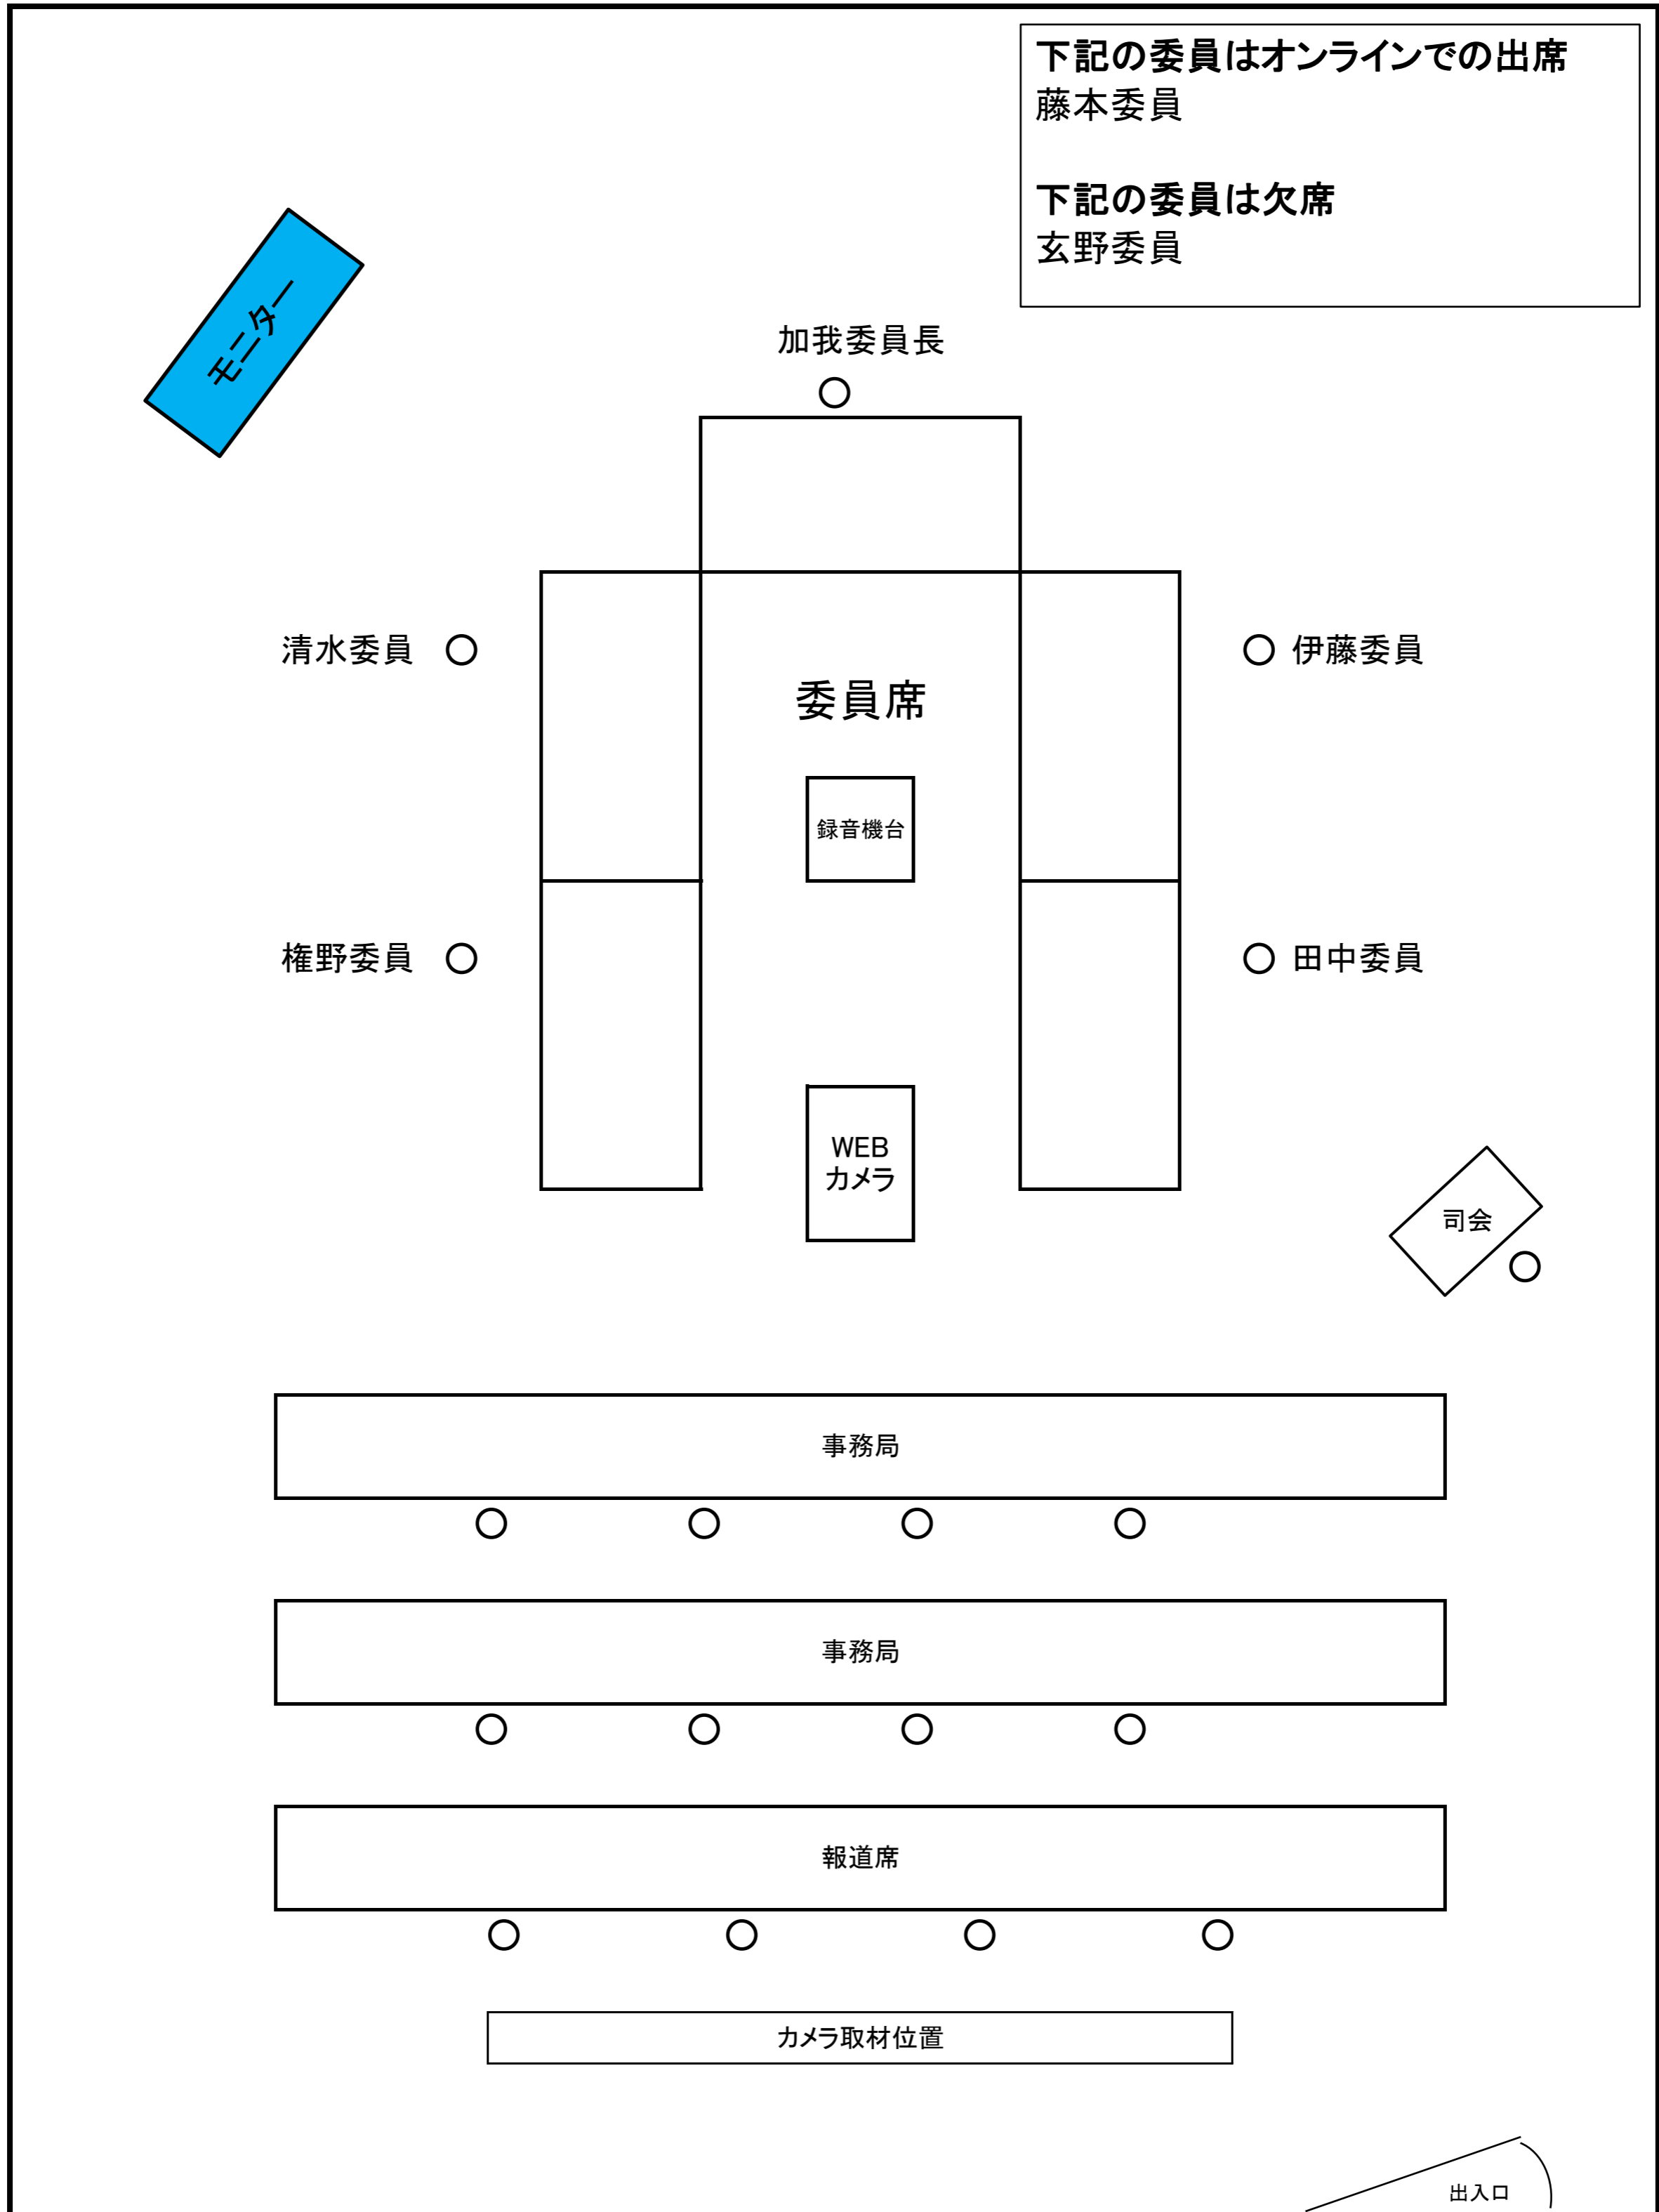 下記の委員はオンラインでの出席
藤本委員
下記の委員は欠席
玄野委員
モニター
加我委員長
清水委員
伊藤委員
委員席
録音機台
権野委員
田中委員
WEB
カメラ
司会
事務局
事務局
報道席
カメラ取材位置
出入口